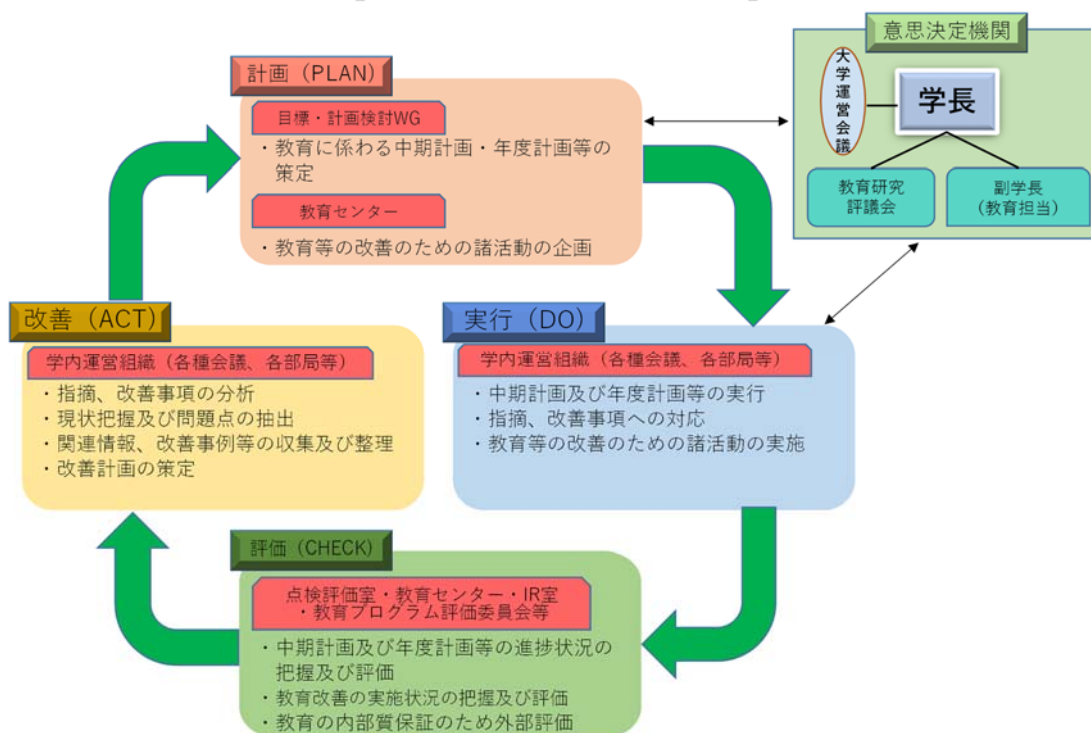 意思決定機関
大学運営会議
学長
教育研究
評議会
副学長
(教育担当)
計画（PLAN）
目標・計画検討WG
・教育に係わる中期計画・年度計画等の
策定
教育センター
・教育等の改善のための諸活動の企画
実行（DO）
学内運営組織（各種会議、各部局等）
・中期計画及び年度計画等の実行
・指摘、改善事項への対応
・教育等の改善のための諸活動の実施
評価（CHECK)
点検評価室・教育センター・IR室
・教育プログラム評価委員会等
・中期計画及び年度計画等の進捗状況の
把握及び評価
・教育改善の実施状況の把握及び評価
・教育の内部質保証のため外部評価
改善（ACT）
学内運営組織（各種会議、各部局等）
・指摘、改善事項の分析
・現状把握及び問題点の抽出
・関連情報、改善事例等の収集及び整理
・改善計画の策定